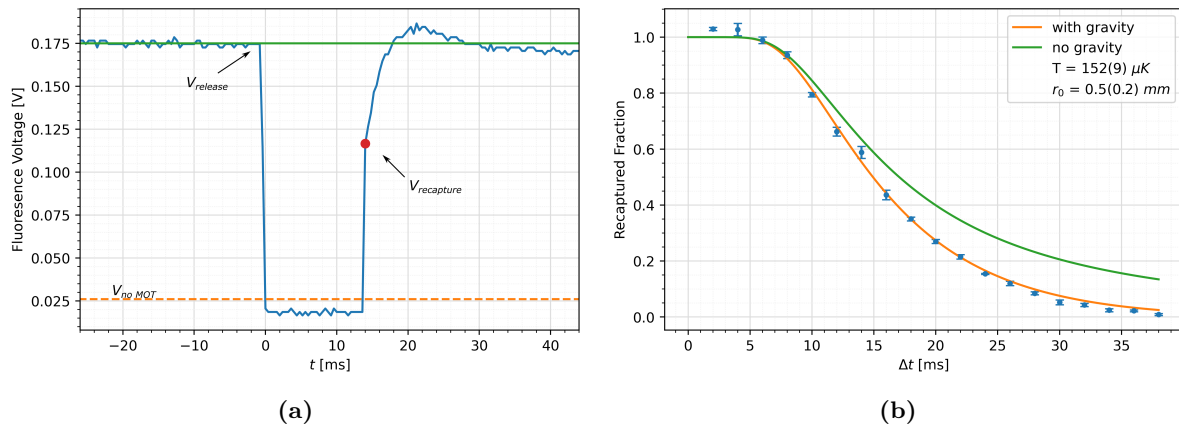 0.175
0.150
0.125
0.100
0.075
0.050
0.025
Fluoresence Voltage [V]
V_release
V_recapture
V_no MOT
−20
−10
0
10
20
30
40
t [ms]
(a)
1.0
0.8
0.6
0.4
0.2
0.0
Recaptured Fraction
with gravity
no gravity
T = 152(9) μK
r_0 = 0.5(0.2) mm
0
5
10
15
20
25
30
35
Δt [ms]
(b)